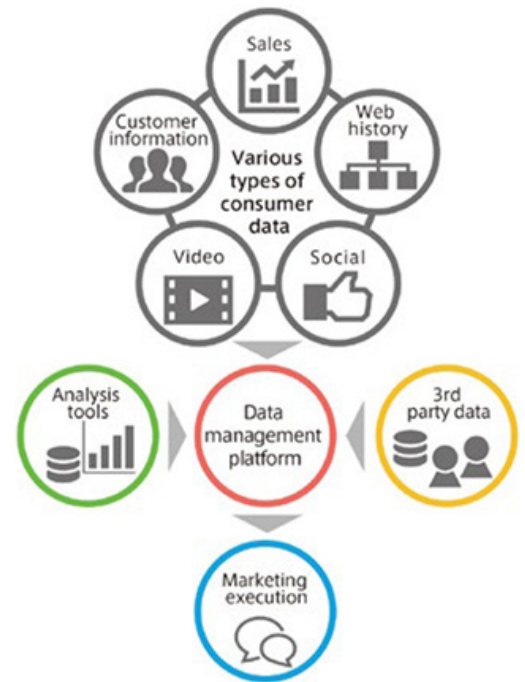 Sales
Customer
information
Web
history
Various
types of
consumer
data
Video
Social
Analysis
tools
Data
management
platform
3rd
party data
Marketing
execution